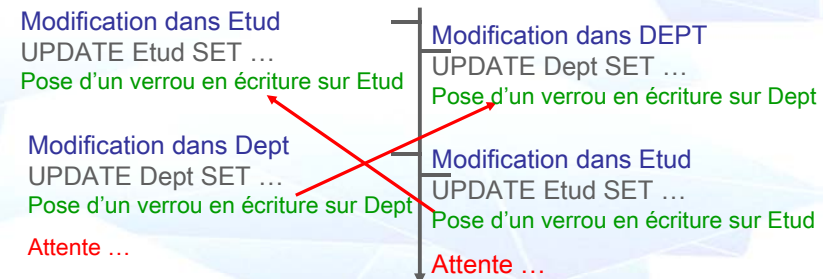 Modification dans Etud
UPDATE Etud SET …
Pose d'un verrou en écriture sur Etud
Modification dans DEPT
UPDATE Dept SET …
Pose d'un verrou en écriture sur Dept
Modification dans Dept
UPDATE Dept SET …
Pose d'un verrou en écriture sur Dept
Attente …
Modification dans Etud
UPDATE Etud SET …
Pose d'un verrou en écriture sur Etud
Attente …